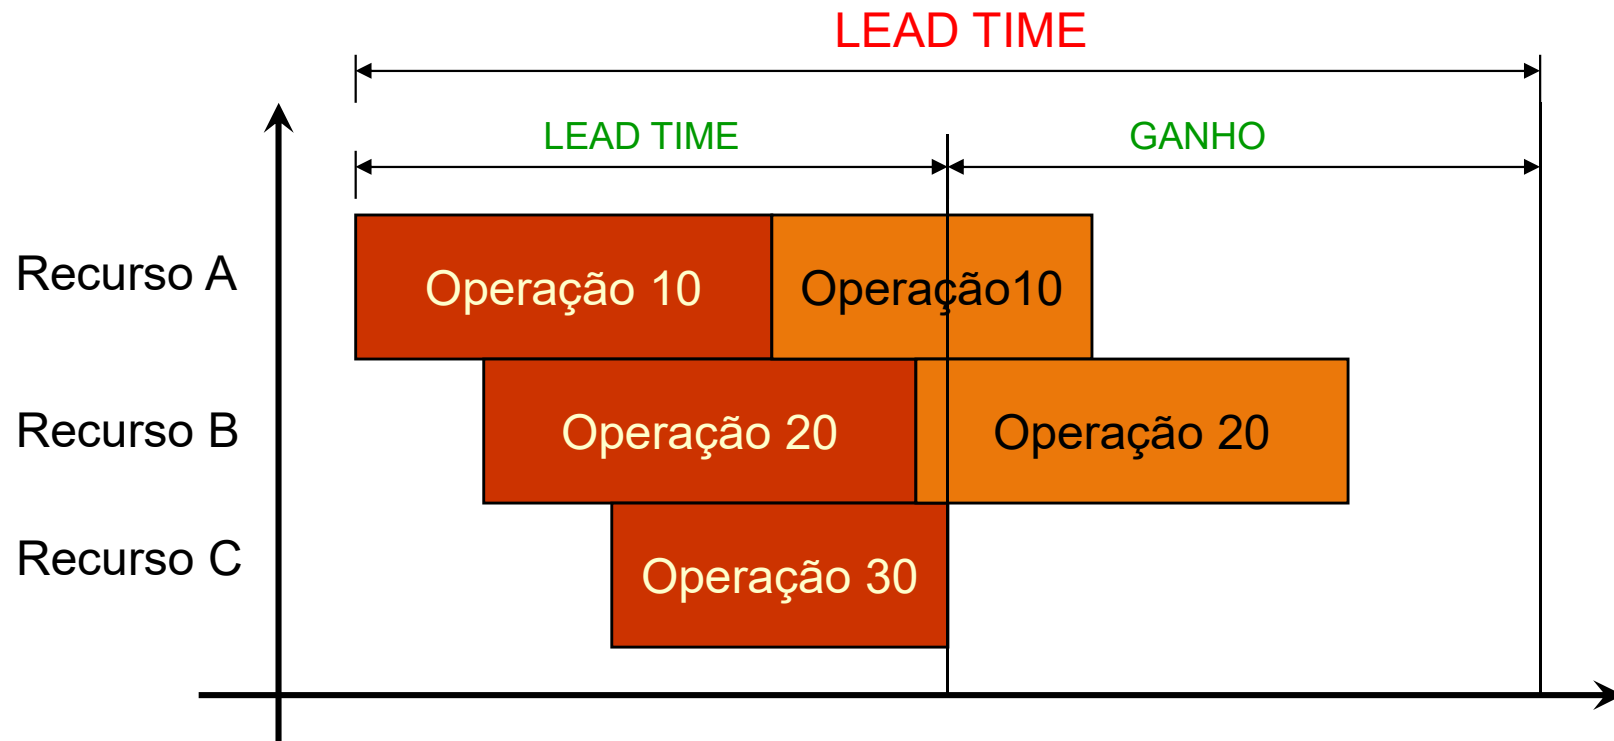 LEAD TIME
LEAD TIME
GANHO
Recurso A
Operação 10
Operação10
Recurso B
Operação 20
Operação 20
Recurso C
Operação 30